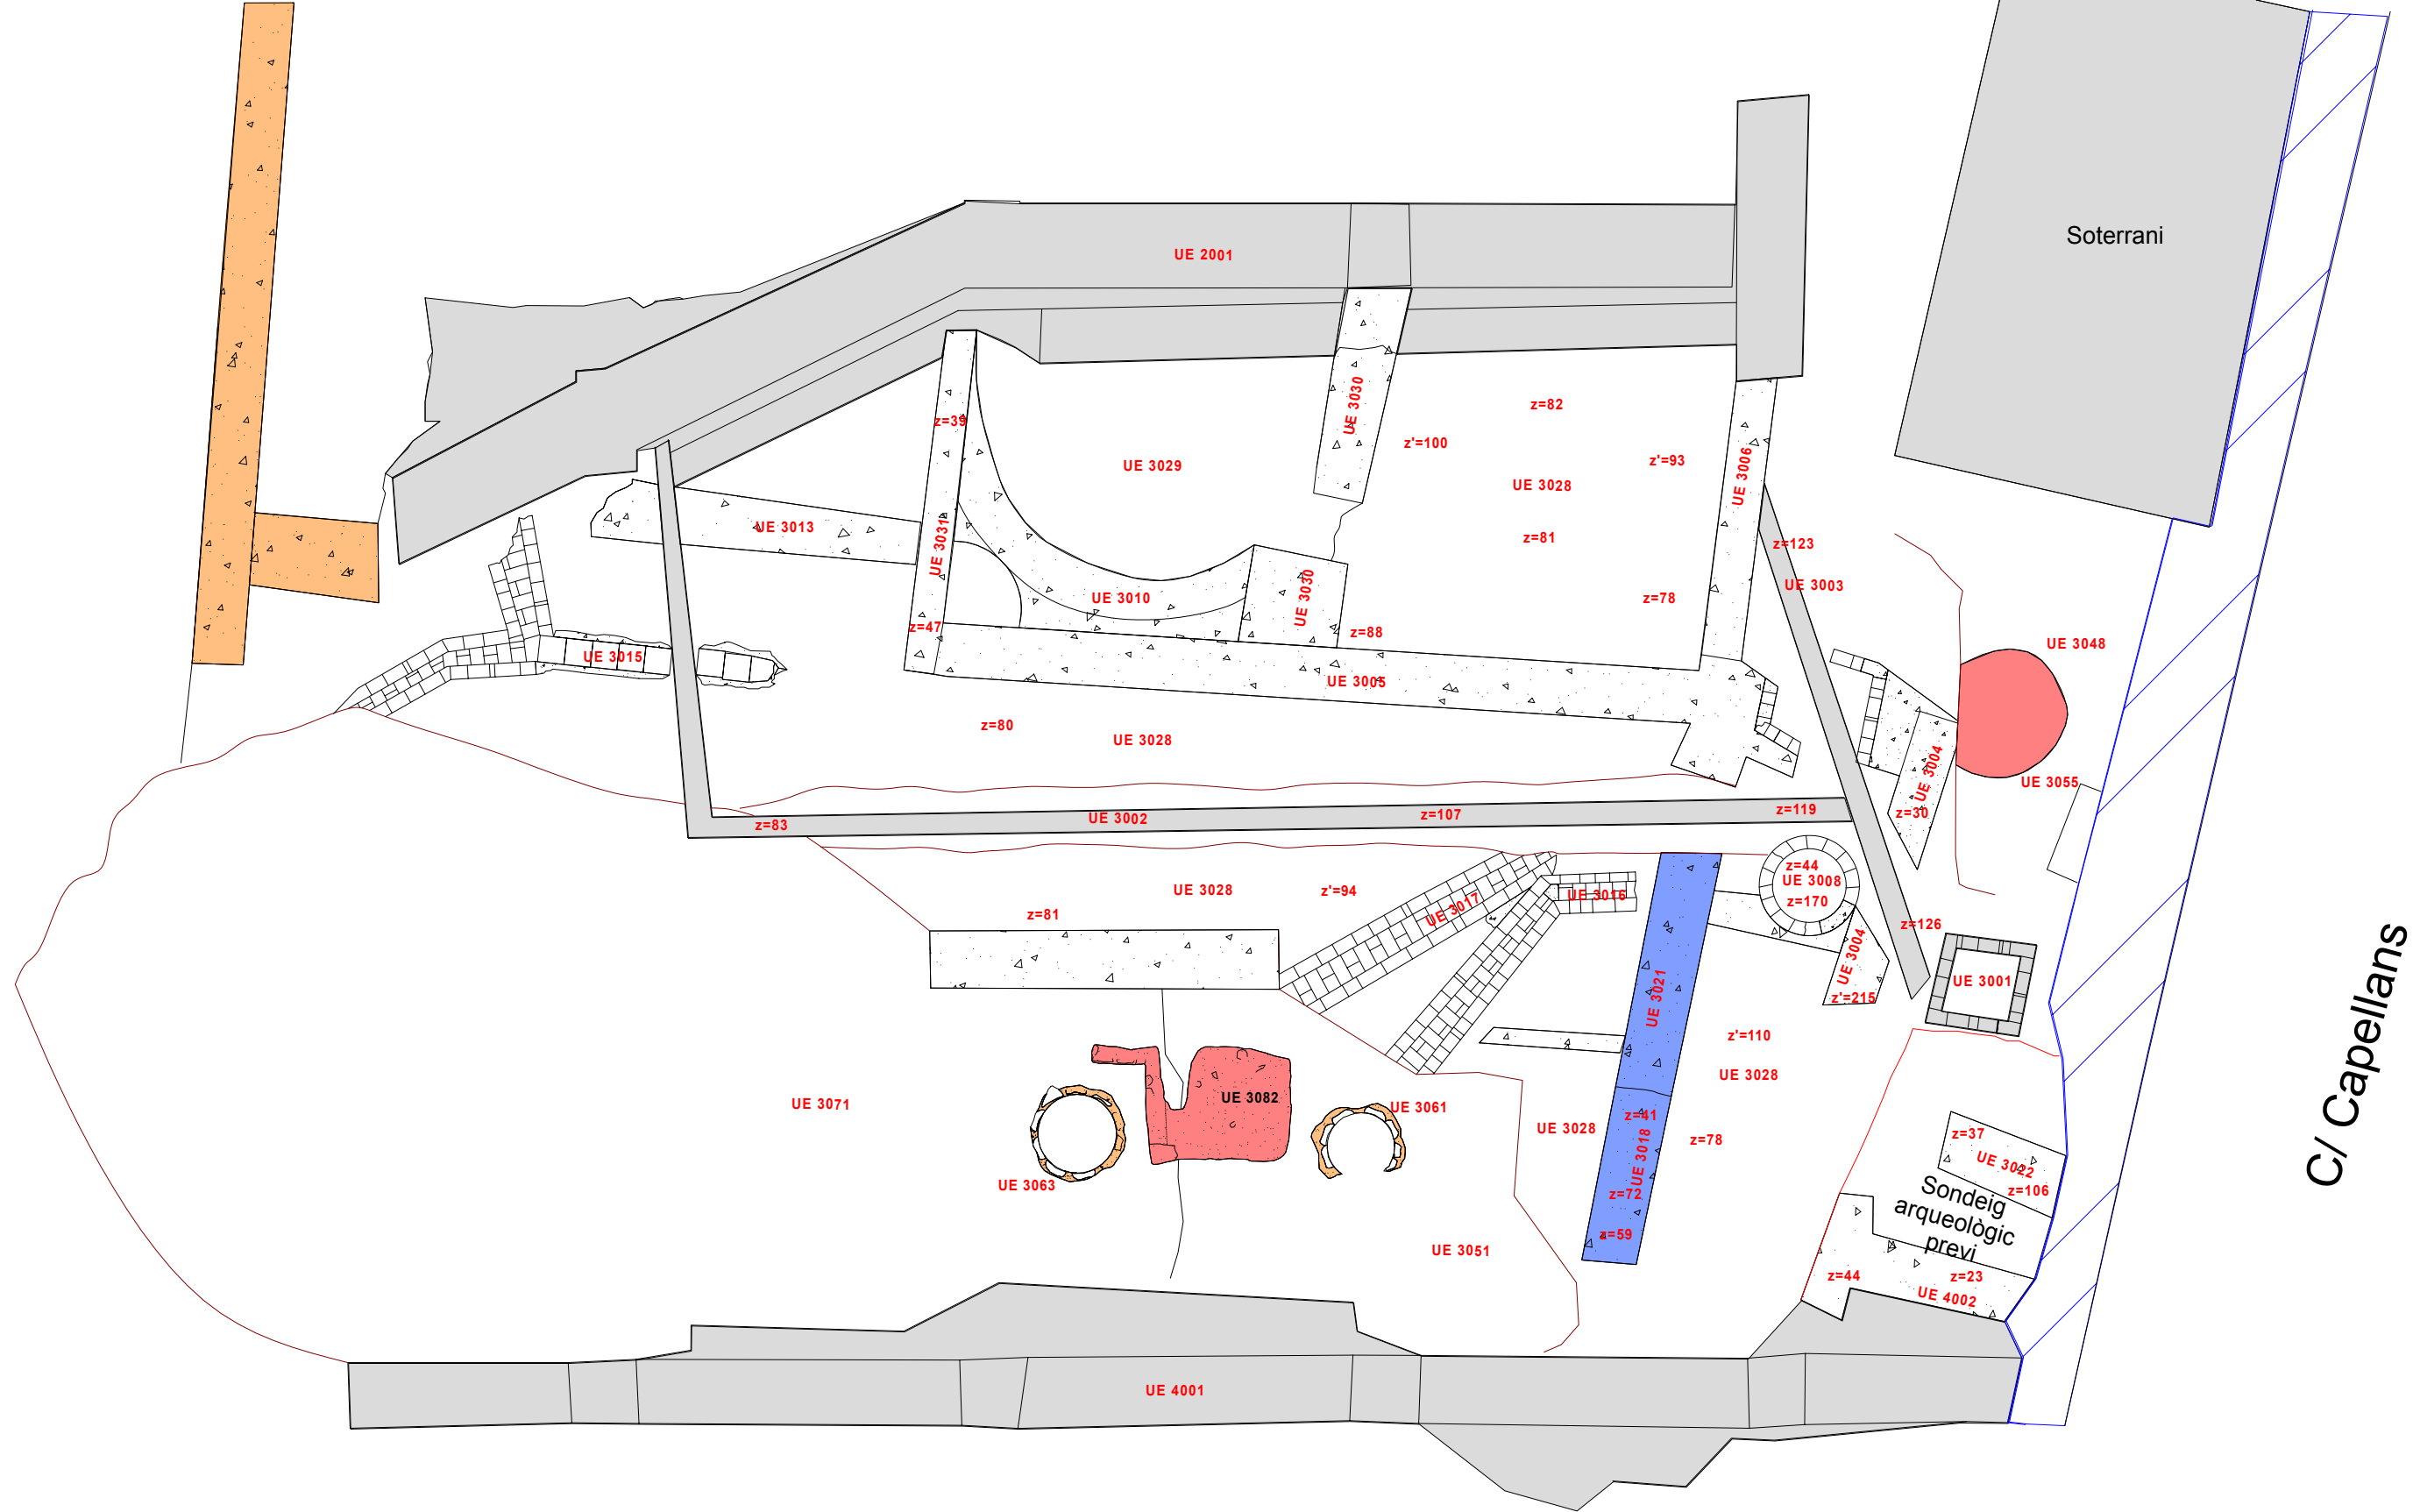 Soterrani
UE 2001
z=39
z=82
z'=100
UE 3030
UE 3029
z'=93
UE 3006
UE 3028
UE 3013
UE 3031
z=81
z=123
UE 3003
UE 3010
UE 3030
z=78
z=47
z=88
UE 3048
UE 3015
UE 3005
z=80
UE 3028
UE 3004
UE 3055
z=30
z=83
UE 3002
z=107
z=119
z=44
UE 3008
z=170
UE 3028
z'=94
UE 3017
UE 3016
z=81
z=126
UE 3004
UE 3001
z'=215
UE 3021
z'=110
UE 3028
C/ Capellans
UE 3071
UE 3082
UE 3061
z=41
UE 3028
UE 3018
z=78
z=37
UE 3022
z=106
UE 3063
z=72
Sondeig
arqueològic
previ
z=59
UE 3051
z=44
z=23
UE 4002
UE 4001